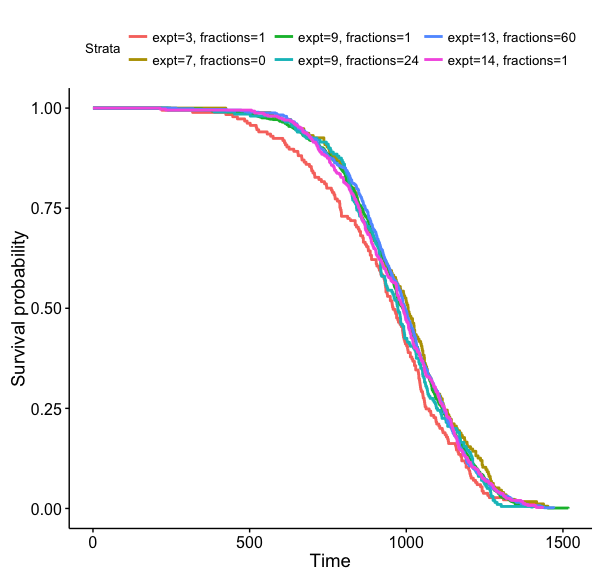 Strata
expt=3, fractions=1 expt=9, fractions=1 expt=13, fractions=60
expt=7, fractions=0 expt=9, fractions=24 expt=14, fractions=1
1.00
0.75
0.50
0.25
0.00
Survival probability
0 500 1000 1500
Time